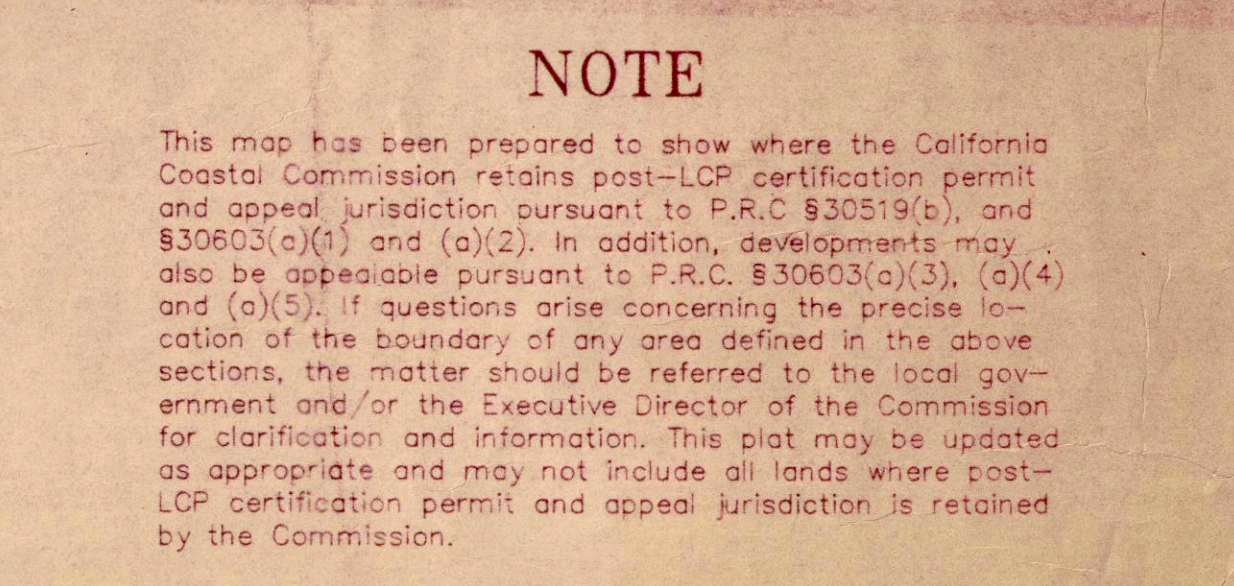 NOTE
This map has been prepared to show where the California
Coastal Commission retains post-LCP certification permit
and appeal jurisdiction pursuant to P.R.C §30519(b), and
§30603(a)(1) and (a)(2). In addition, developments may
also be appealable pursuant to P.R.C. §30603(a)(3), (a)(4)
and (a)(5). If questions arise concerning the precise lo-
cation of the boundary of any area defined in the above
sections, the matter should be referred to the local gov-
ernment and/or the Executive Director of the Commission
for clarification and information. This plat may be updated
as appropriate and may not include all lands where post-
LCP certification permit and appeal jurisdiction is retained
by the Commission.